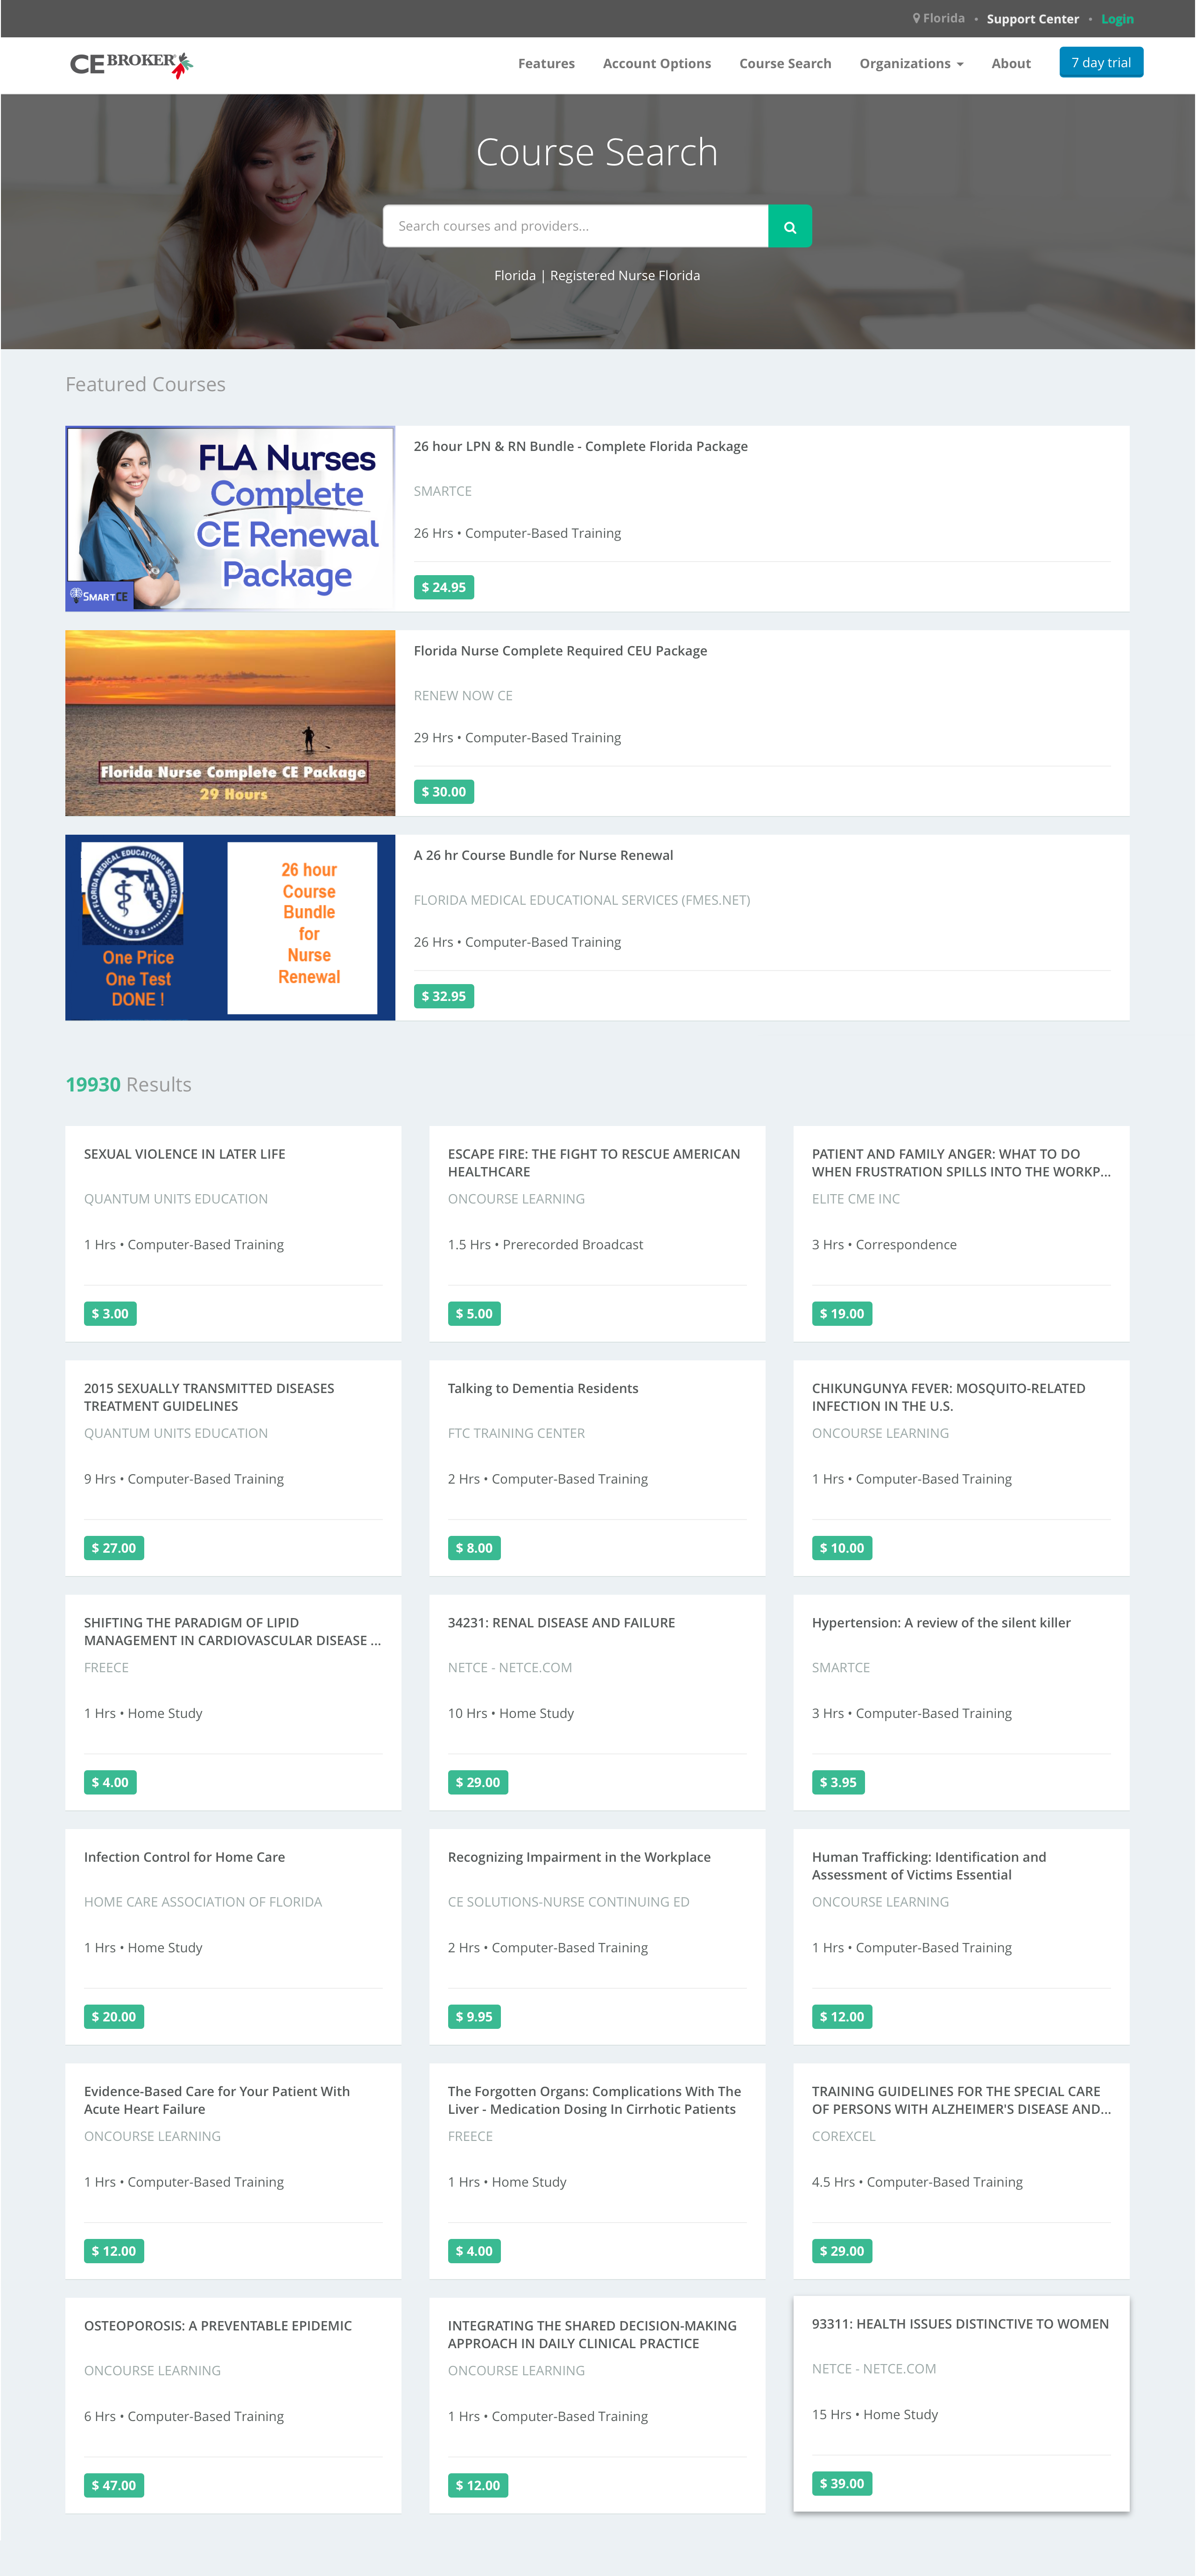 Florida • Support Center • Login
CE BROKER
Features Account Options Course Search Organizations About 7 day trial
Course Search
Search courses and providers...
Florida | Registered Nurse Florida
Featured Courses
FLA Nurses
Complete
CE Renewal
Package
SMARTCE
26 hour LPN & RN Bundle - Complete Florida Package
SMARTCE
26 Hrs • Computer-Based Training
$ 24.95
Florida Nurse Complete CE Package
29 Hours
Florida Nurse Complete Required CEU Package
RENEW NOW CE
29 Hrs • Computer-Based Training
$ 30.00
FLORIDA MEDICAL EDUCATIONAL SERVICES
FMES
1994
One Price
One Test
DONE !
26 hour
Course
Bundle
for
Nurse
Renewal
A 26 hr Course Bundle for Nurse Renewal
FLORIDA MEDICAL EDUCATIONAL SERVICES (FMES.NET)
26 Hrs • Computer-Based Training
$ 32.95
19930 Results
SEXUAL VIOLENCE IN LATER LIFE
QUANTUM UNITS EDUCATION
1 Hrs • Computer-Based Training
$ 3.00
ESCAPE FIRE: THE FIGHT TO RESCUE AMERICAN
HEALTHCARE
ONCOURSE LEARNING
1.5 Hrs • Prerecorded Broadcast
$ 5.00
PATIENT AND FAMILY ANGER: WHAT TO DO
WHEN FRUSTRATION SPILLS INTO THE WORKP...
ELITE CME INC
3 Hrs • Correspondence
$ 19.00
2015 SEXUALLY TRANSMITTED DISEASES
TREATMENT GUIDELINES
QUANTUM UNITS EDUCATION
9 Hrs • Computer-Based Training
$ 27.00
Talking to Dementia Residents
FTC TRAINING CENTER
2 Hrs • Computer-Based Training
$ 8.00
CHIKUNGUNYA FEVER: MOSQUITO-RELATED
INFECTION IN THE U.S.
ONCOURSE LEARNING
1 Hrs • Computer-Based Training
$ 10.00
SHIFTING THE PARADIGM OF LIPID
MANAGEMENT IN CARDIOVASCULAR DISEASE ...
FREECE
1 Hrs • Home Study
$ 4.00
34231: RENAL DISEASE AND FAILURE
NETCE - NETCE.COM
10 Hrs • Home Study
$ 29.00
Hypertension: A review of the silent killer
SMARTCE
3 Hrs • Computer-Based Training
$ 3.95
Infection Control for Home Care
HOME CARE ASSOCIATION OF FLORIDA
1 Hrs • Home Study
$ 20.00
Recognizing Impairment in the Workplace
CE SOLUTIONS-NURSE CONTINUING ED
2 Hrs • Computer-Based Training
$ 9.95
Human Trafficking: Identification and
Assessment of Victims Essential
ONCOURSE LEARNING
1 Hrs • Computer-Based Training
$ 12.00
Evidence-Based Care for Your Patient With
Acute Heart Failure
ONCOURSE LEARNING
1 Hrs • Computer-Based Training
$ 12.00
The Forgotten Organs: Complications With The
Liver - Medication Dosing In Cirrhotic Patients
FREECE
1 Hrs • Home Study
$ 4.00
TRAINING GUIDELINES FOR THE SPECIAL CARE
OF PERSONS WITH ALZHEIMER'S DISEASE AND...
COREXCEL
4.5 Hrs • Computer-Based Training
$ 29.00
OSTEOPOROSIS: A PREVENTABLE EPIDEMIC
ONCOURSE LEARNING
6 Hrs • Computer-Based Training
$ 47.00
INTEGRATING THE SHARED DECISION-MAKING
APPROACH IN DAILY CLINICAL PRACTICE
ONCOURSE LEARNING
1 Hrs • Computer-Based Training
$ 12.00
93311: HEALTH ISSUES DISTINCTIVE TO WOMEN
NETCE - NETCE.COM
15 Hrs • Home Study
$ 39.00